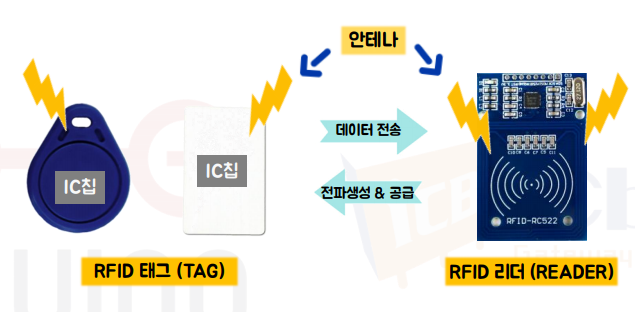 안테나
데이터 전송
IC칩
IC칩
전파생성 & 공급
RFID-RC522
RFID 태그 (TAG)
RFID 리더 (READER)